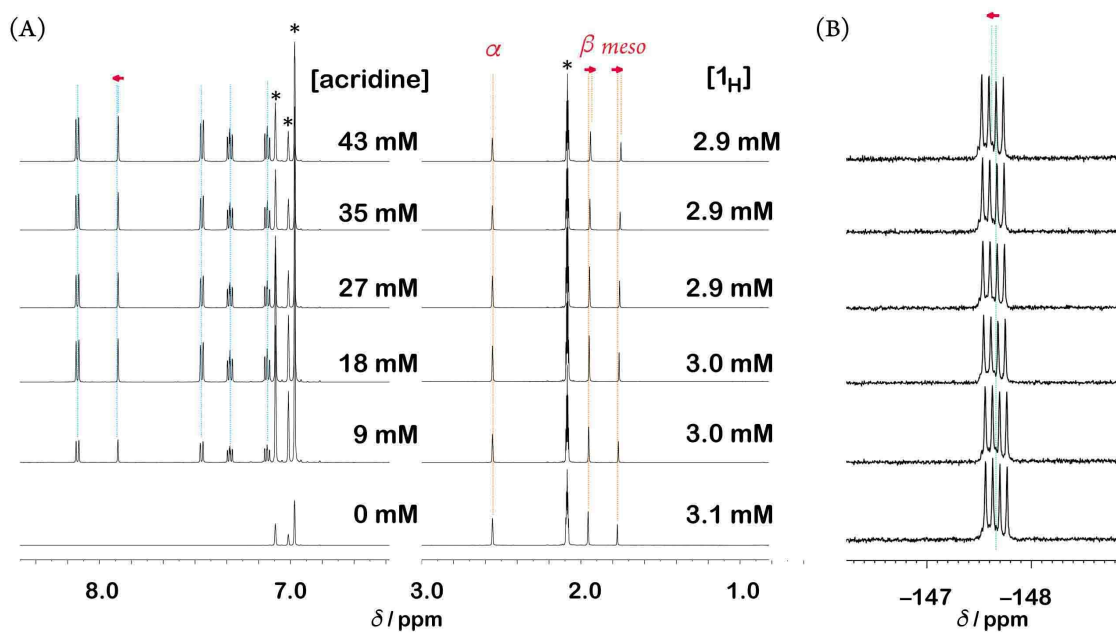 (A)
* α β meso (B)
[acridine] * [1H]
* *
43 mM 2.9 mM
35 mM 2.9 mM
27 mM 2.9 mM
18 mM 3.0 mM
9 mM 3.0 mM
0 mM 3.1 mM
8.0 7.0 3.0 2.0 1.0 –147 –148
δ / ppm δ / ppm δ / ppm